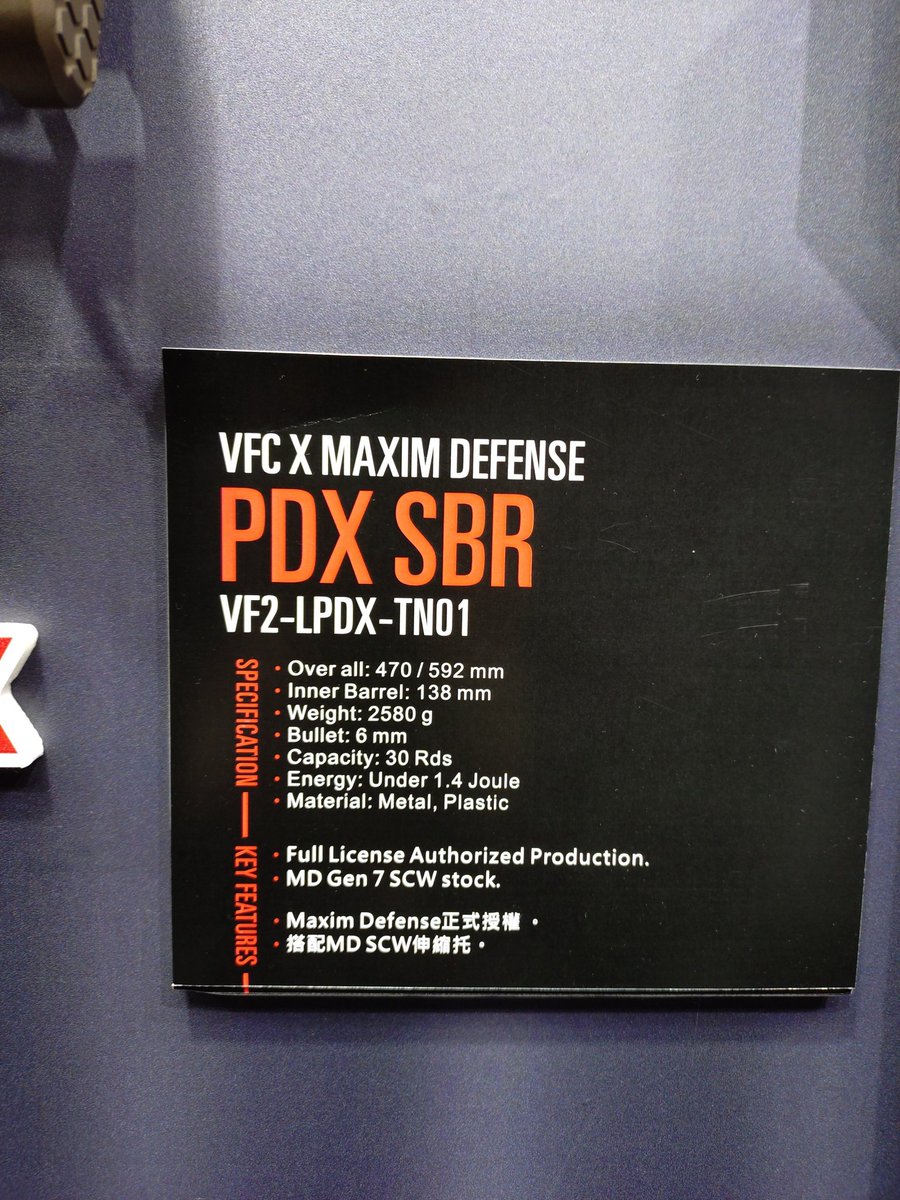 VFC X MAXIM DEFENSE
PDX SBR
VF2-LPDX-TN01
SPECIFICATION
• Over all: 470 / 592 mm
• Inner Barrel: 138 mm
• Weight: 2580 g
• Bullet: 6 mm
• Capacity: 30 Rds
• Energy: Under 1.4 Joule
• Material: Metal, Plastic
KEY FEATURES
• Full License Authorized Production.
• MD Gen 7 SCW stock.
• Maxim Defense正式授權。
• 搭配MD SCW伸縮托。